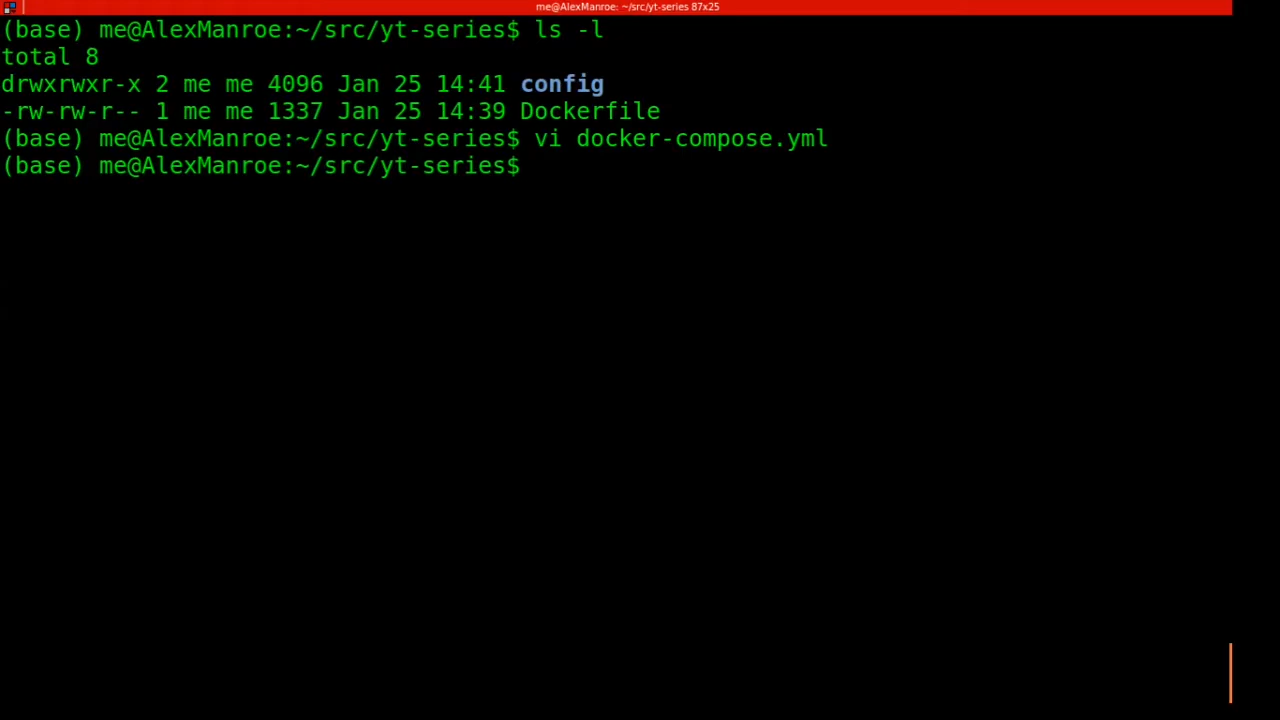 me@AlexManroe: ~/src/yt-series 87x25
(base) me@AlexManroe:~/src/yt-series$ ls -l
total 8
drwxrwxr-x 2 me me 4096 Jan 25 14:41 config
-rw-rw-r-- 1 me me 1337 Jan 25 14:39 Dockerfile
(base) me@AlexManroe:~/src/yt-series$ vi docker-compose.yml
(base) me@AlexManroe:~/src/yt-series$